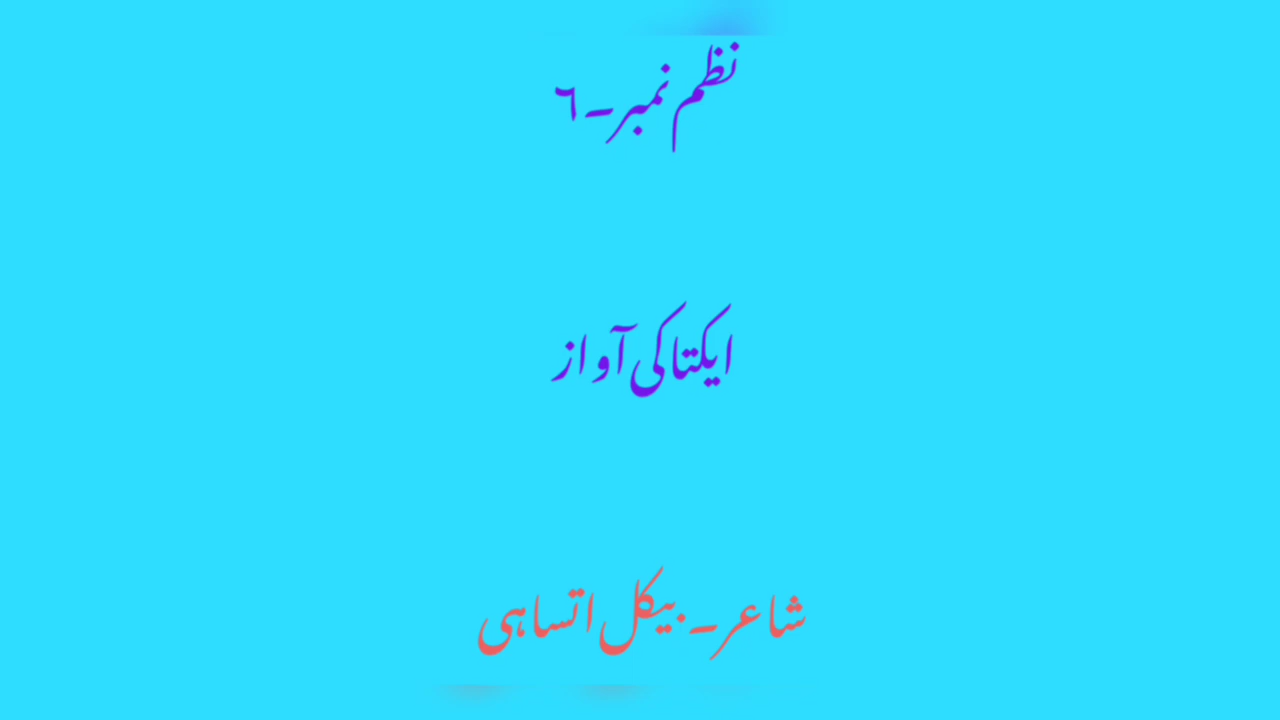 نظم نمبر۔٦
ایکتا کی آواز
شاعر۔بیکل اتساہی